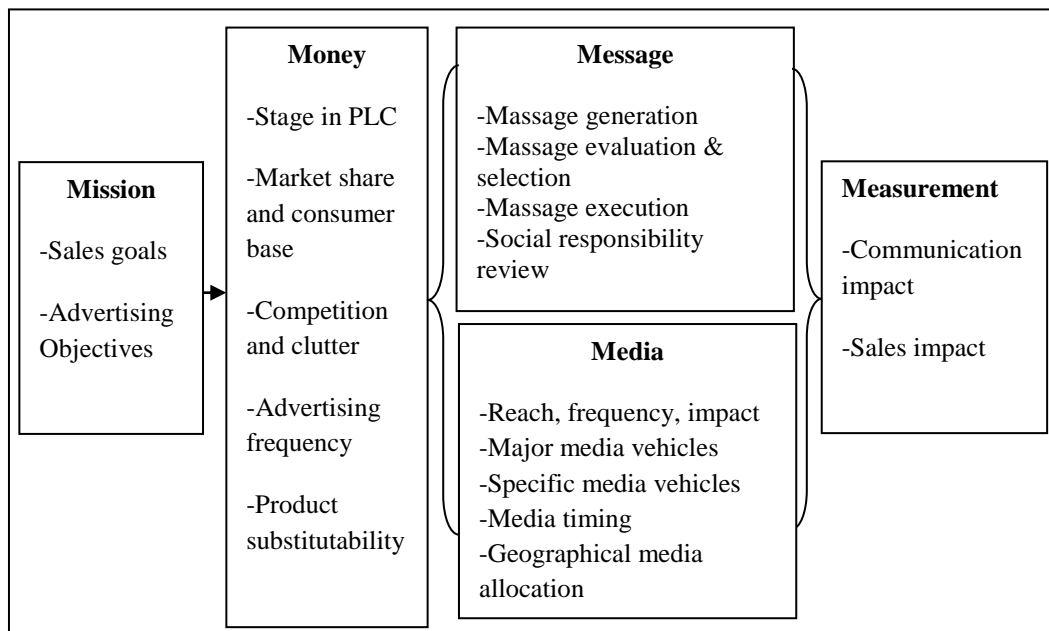 Mission
-Sales goals
-Advertising
Objectives
Money
-Stage in PLC
-Market share
and consumer
base
-Competition
and clutter
-Advertising
frequency
-Product
substitutability
Message
-Massage generation
-Massage evaluation &
selection
-Massage execution
-Social responsibility
review
Media
-Reach, frequency, impact
-Major media vehicles
-Specific media vehicles
-Media timing
-Geographical media
allocation
Measurement
-Communication
impact
-Sales impact